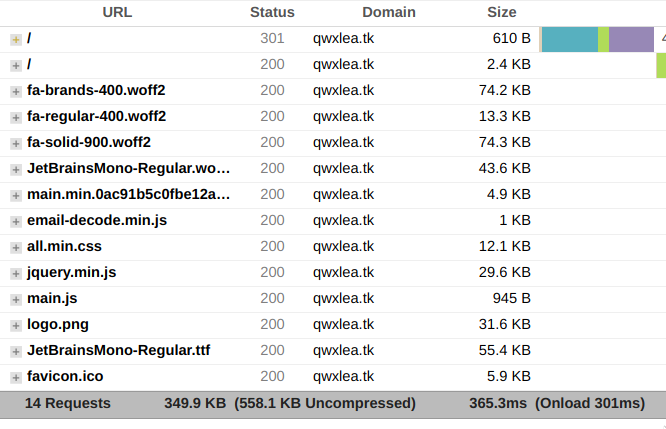 URL Status Domain Size
/ 301 qwxlea.tk 610 B
/ 200 qwxlea.tk 2.4 KB
fa-brands-400.woff2 200 qwxlea.tk 74.2 KB
fa-regular-400.woff2 200 qwxlea.tk 13.3 KB
fa-solid-900.woff2 200 qwxlea.tk 74.3 KB
JetBrainsMono-Regular.wo… 200 qwxlea.tk 43.6 KB
main.min.0ac91b5c0fbe12a… 200 qwxlea.tk 4.9 KB
email-decode.min.js 200 qwxlea.tk 1 KB
all.min.css 200 qwxlea.tk 12.1 KB
jquery.min.js 200 qwxlea.tk 29.6 KB
main.js 200 qwxlea.tk 945 B
logo.png 200 qwxlea.tk 31.6 KB
JetBrainsMono-Regular.ttf 200 qwxlea.tk 55.4 KB
favicon.ico 200 qwxlea.tk 5.9 KB
14 Requests 349.9 KB (558.1 KB Uncompressed) 365.3ms (Onload 301ms)